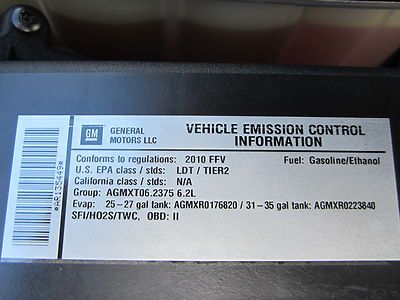 GM
GENERAL MOTORS LLC
VEHICLE EMISSION CONTROL INFORMATION
Conforms to regulations: 2010 FFV
Fuel: Gasoline/Ethanol
U.S. EPA class / stds: LDT / TIER2
California class / stds: N/A
Group: AGMXT06.2375 6.2L
Evap: 25-27 gal tank: AGMXR0176820 / 31-35 gal tank: AGMXR0223840
SFI/HO2S/TWC, OBD: II